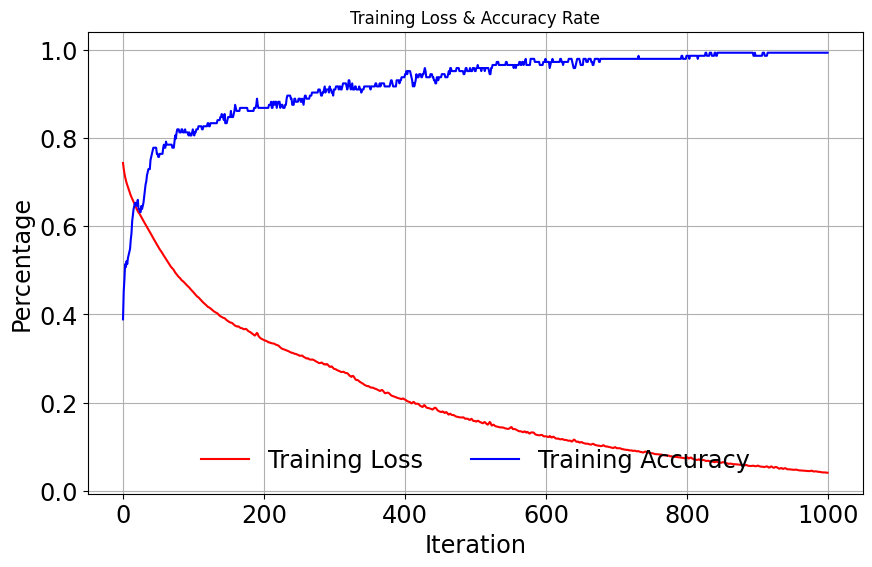 Training Loss & Accuracy Rate
1.0
0.8
0.6
0.4
0.2
0.0
Percentage
Training Loss Training Accuracy
0 200 400 600 800 1000
Iteration